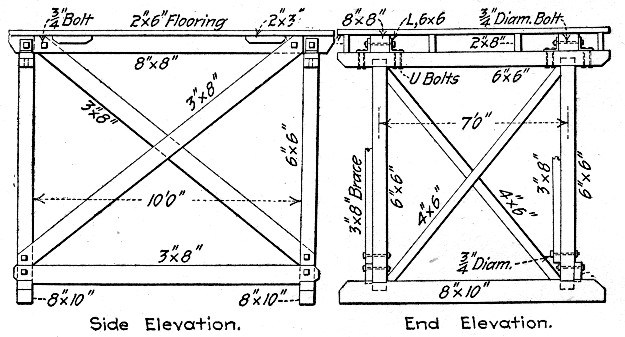 ¾" Bolt
2"x6" Flooring
2"x3"
8"x8"
3"x8"
3"x8"
6"x6"
10'0"
3"x8"
8"x10"
8"x10"
Side Elevation.
8"x8"
L,6x6
¾" Diam. Bolt
2"x8"
U Bolts
6"x6"
7'0"
3"x8" Brace
6"x6"
4"x6"
4"x6"
3"x8"
6"x6"
¾" Diam.
8"x10"
End Elevation.